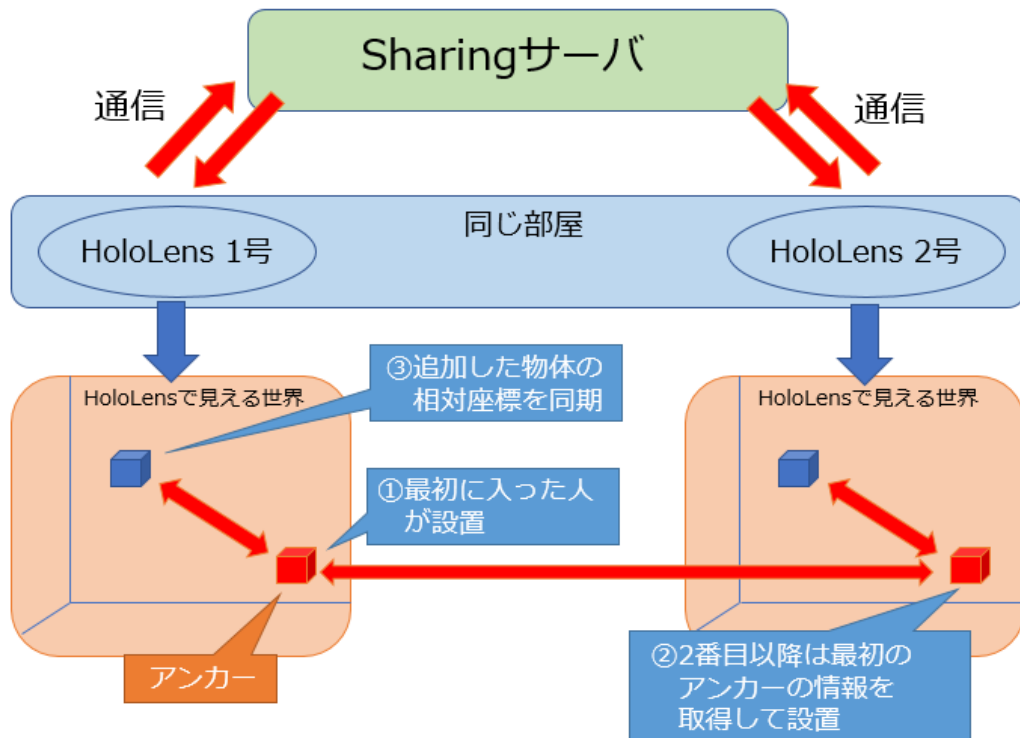 Sharingサーバ
通信
通信
同じ部屋
HoloLens 1号
HoloLens 2号
HoloLensで見える世界
③追加した物体の
相対座標を同期
①最初に入った人
が設置
アンカー
HoloLensで見える世界
②2番目以降は最初の
アンカーの情報を
取得して設置